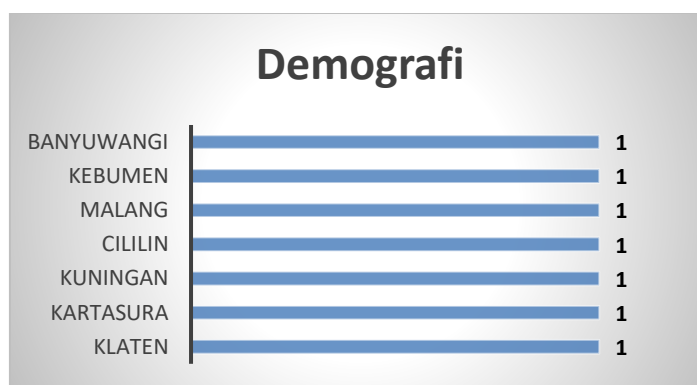 Demografi
BANYUWANGI 1
KEBUMEN 1
MALANG 1
CILILIN 1
KUNINGAN 1
KARTASURA 1
KLATEN 1